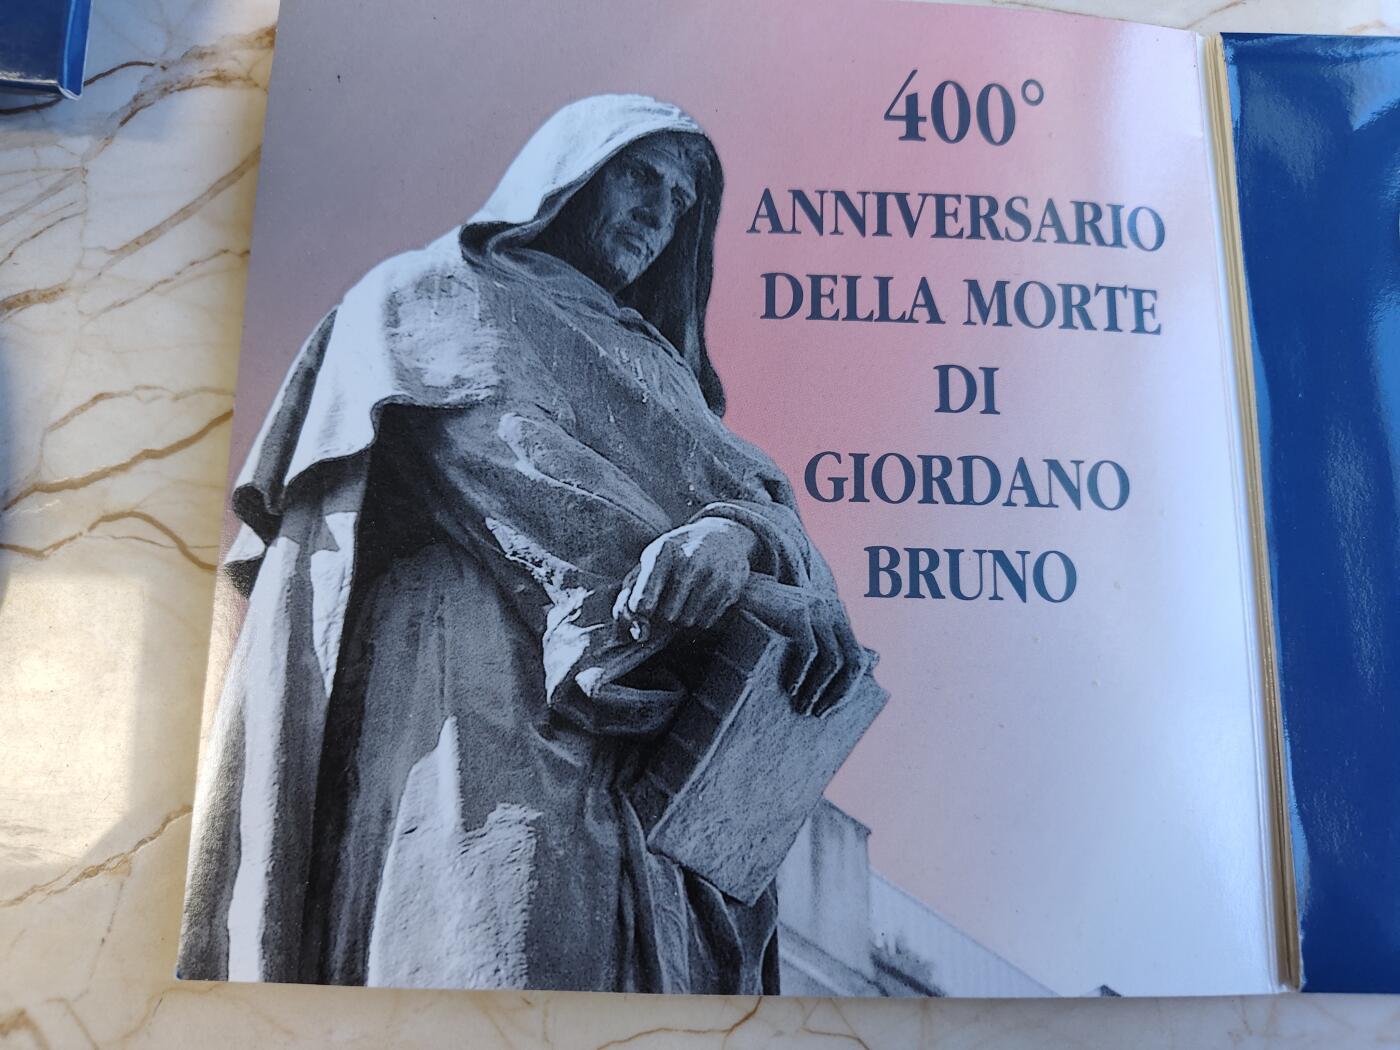 400°
ANNIVERSARIO
DELLA MORTE
DI
GIORDANO
BRUNO